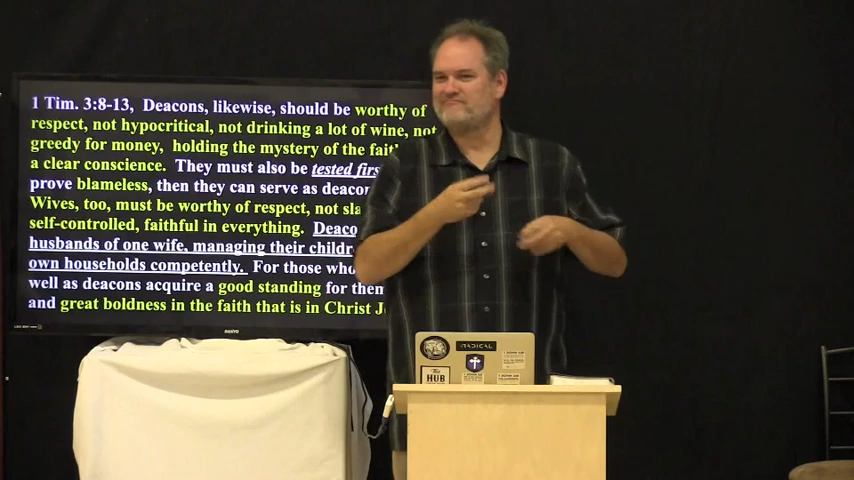 1 Tim. 3:8-13, Deacons, likewise, should be worthy of
respect, not hypocritical, not drinking a lot of wine, not
greedy for money, holding the mystery of the fait
a clear conscience. They must also be tested firs
prove blameless, then they can serve as deacon
Wives, too, must be worthy of respect, not sla
self-controlled, faithful in everything. Deaco
husbands of one wife, managing their childr
own households competently. For those who
well as deacons acquire a good standing for them
and great boldness in the faith that is in Christ J
SANYO
RADICAL
THE
HUB